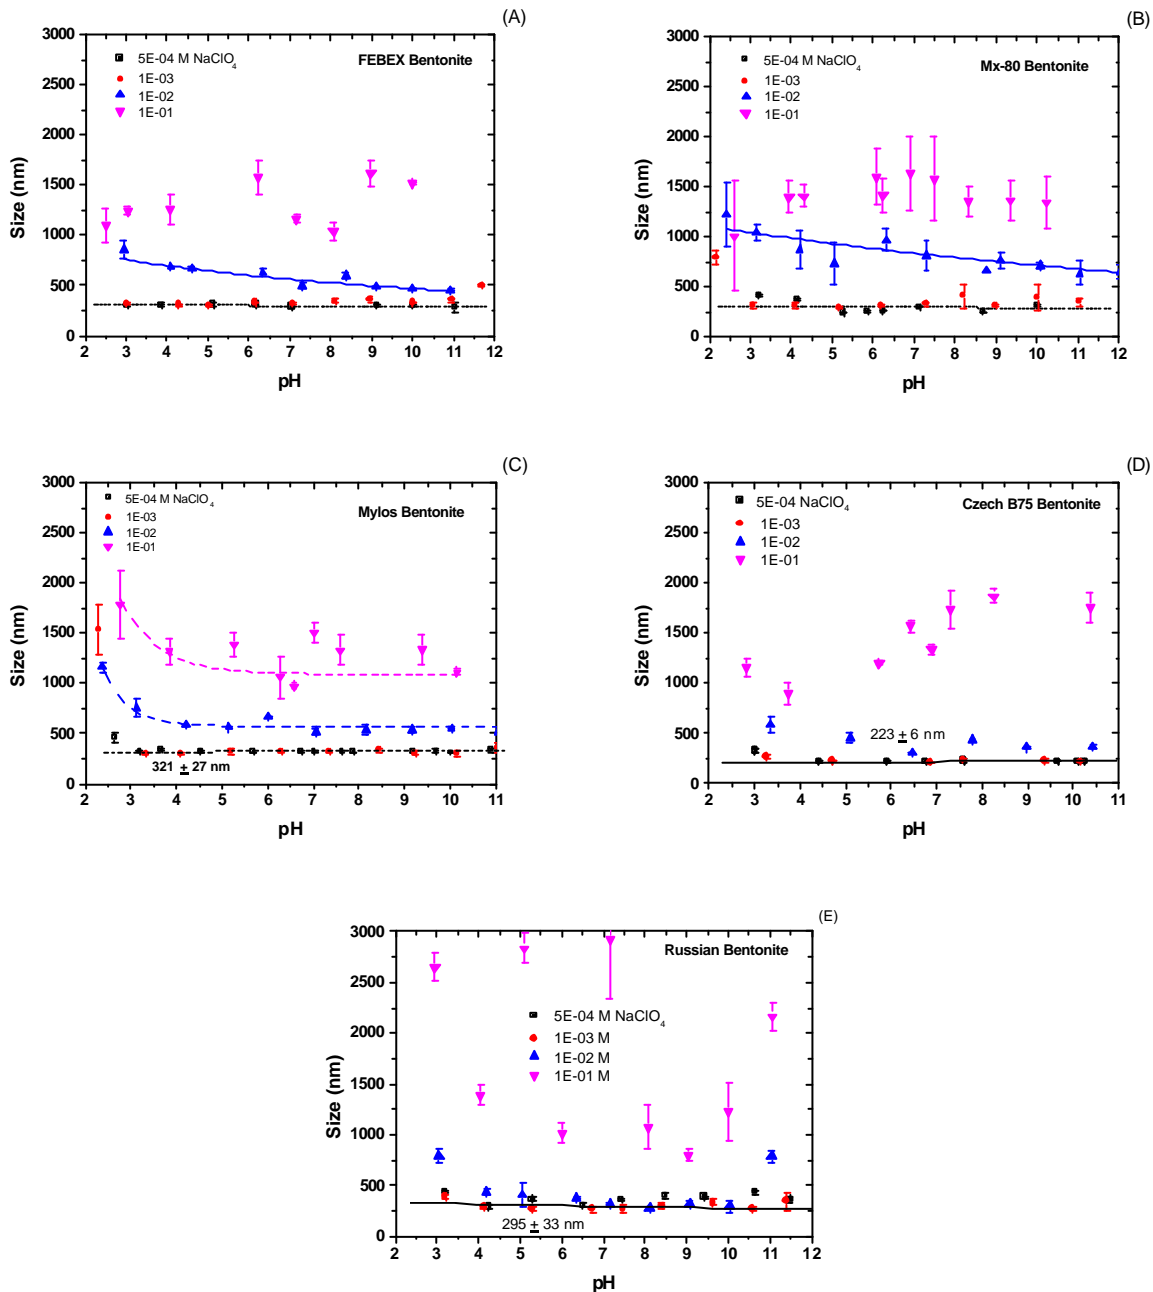 (A)
FEBEX Bentonite
5E-04 M NaClO4
1E-03
1E-02
1E-01
3000
2500
2000
1500
1000
500
0
Size (nm)
2 3 4 5 6 7 8 9 10 11 12
pH
(B)
Mx-80 Bentonite
5E-04 M NaClO4
1E-03
1E-02
1E-01
3000
2500
2000
1500
1000
500
0
Size (nm)
2 3 4 5 6 7 8 9 10 11 12
pH
(C)
Mylos Bentonite
5E-04 M NaClO4
1E-03
1E-02
1E-01
3000
2500
2000
1500
1000
500
0
Size (nm)
321 ± 27 nm
2 3 4 5 6 7 8 9 10 11
pH
(D)
Czech B75 Bentonite
5E-04 NaClO4
1E-03
1E-02
1E-01
3000
2500
2000
1500
1000
500
0
Size (nm)
223 ± 6 nm
2 3 4 5 6 7 8 9 10 11
pH
(E)
Russian Bentonite
5E-04 M NaClO4
1E-03 M
1E-02 M
1E-01 M
3000
2500
2000
1500
1000
500
0
Size (nm)
295 ± 33 nm
2 3 4 5 6 7 8 9 10 11 12
pH